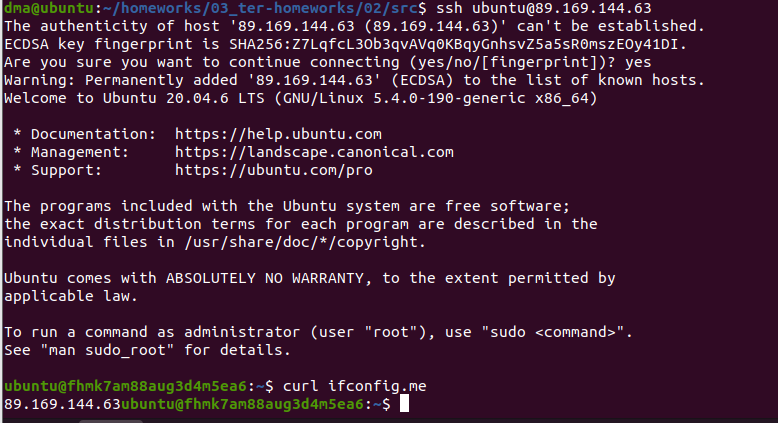 dma@ubuntu:~/homeworks/03_ter-homeworks/02/src$ ssh ubuntu@89.169.144.63
The authenticity of host '89.169.144.63 (89.169.144.63)' can't be established.
ECDSA key fingerprint is SHA256:Z7LqfcL3Ob3qvAVq0KBqyGnhsvZ5a5sR0mszEOy41DI.
Are you sure you want to continue connecting (yes/no/[fingerprint])? yes
Warning: Permanently added '89.169.144.63' (ECDSA) to the list of known hosts.
Welcome to Ubuntu 20.04.6 LTS (GNU/Linux 5.4.0-190-generic x86_64)
* Documentation:  https://help.ubuntu.com
* Management:     https://landscape.canonical.com
* Support:        https://ubuntu.com/pro
The programs included with the Ubuntu system are free software;
the exact distribution terms for each program are described in the
individual files in /usr/share/doc/*/copyright.
Ubuntu comes with ABSOLUTELY NO WARRANTY, to the extent permitted by
applicable law.
To run a command as administrator (user "root"), use "sudo <command>".
See "man sudo_root" for details.
ubuntu@fhmk7am88aug3d4m5ea6:~$ curl ifconfig.me
89.169.144.63ubuntu@fhmk7am88aug3d4m5ea6:~$